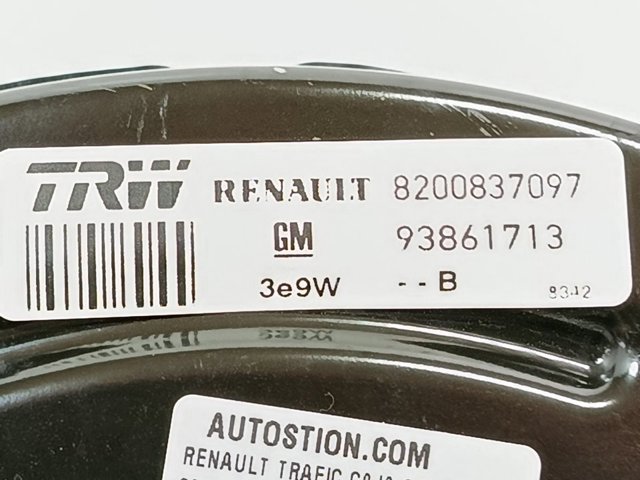 TRW RENAULT 8200837097
GM 93861713
3e9W --B 8342
AUTOSTION.COM
RENAULT TRAFIC